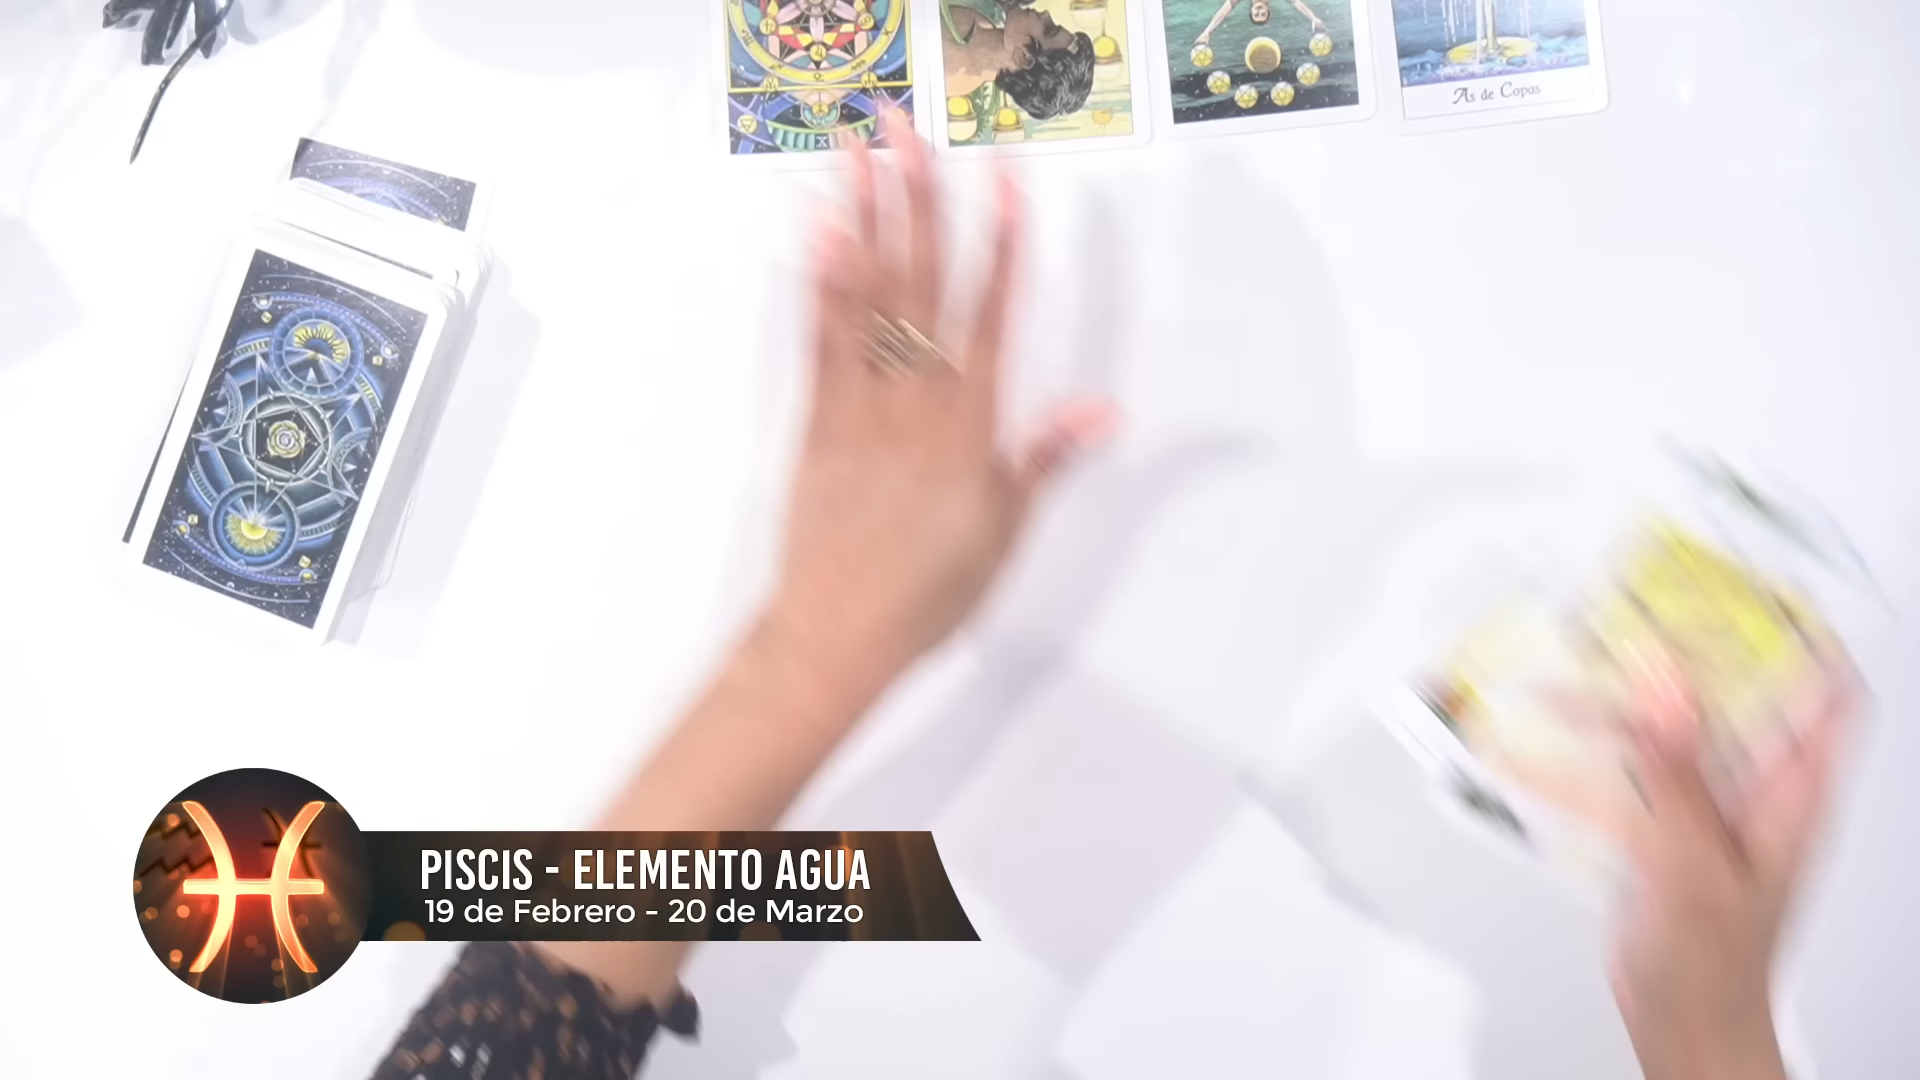 As de Copas
PISCIS - ELEMENTO AGUA
19 de Febrero - 20 de Marzo